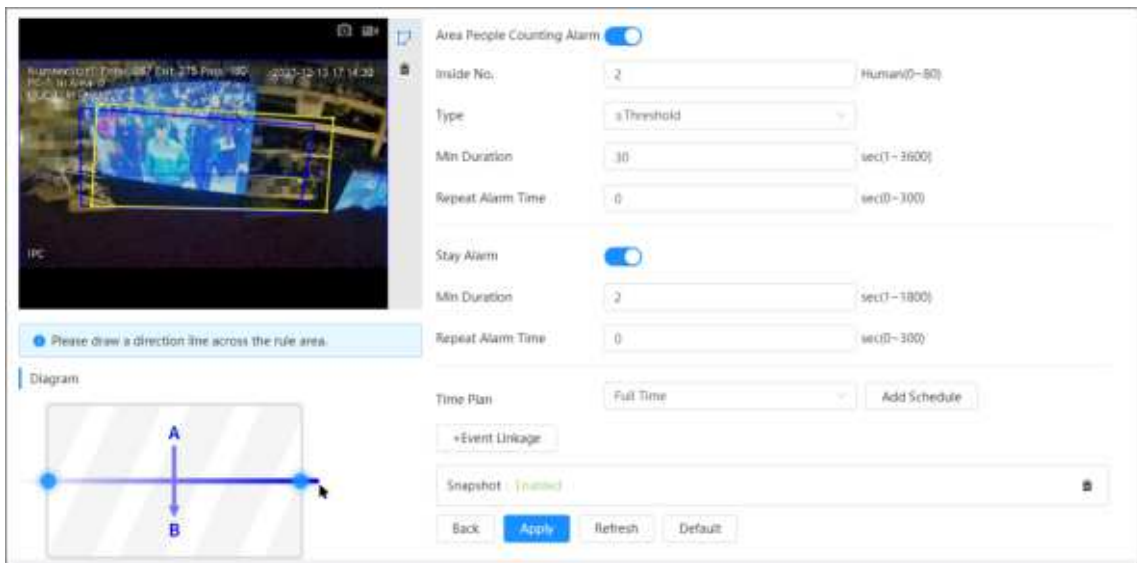 Area People Counting Alarm
Inside No. 2 Human(0~80)
Type ≥Threshold
Min Duration 30 sec(1~3600)
Repeat Alarm Time 0 sec(0~300)
IPC
Stay Alarm
Min Duration 2 sec(1~1800)
Please draw a direction line across the rule area.
Repeat Alarm Time 0 sec(0~300)
Diagram
Time Plan Full Time Add Schedule
A
+Event Linkage
Snapshot Enabled
B
Back Apply Refresh Default